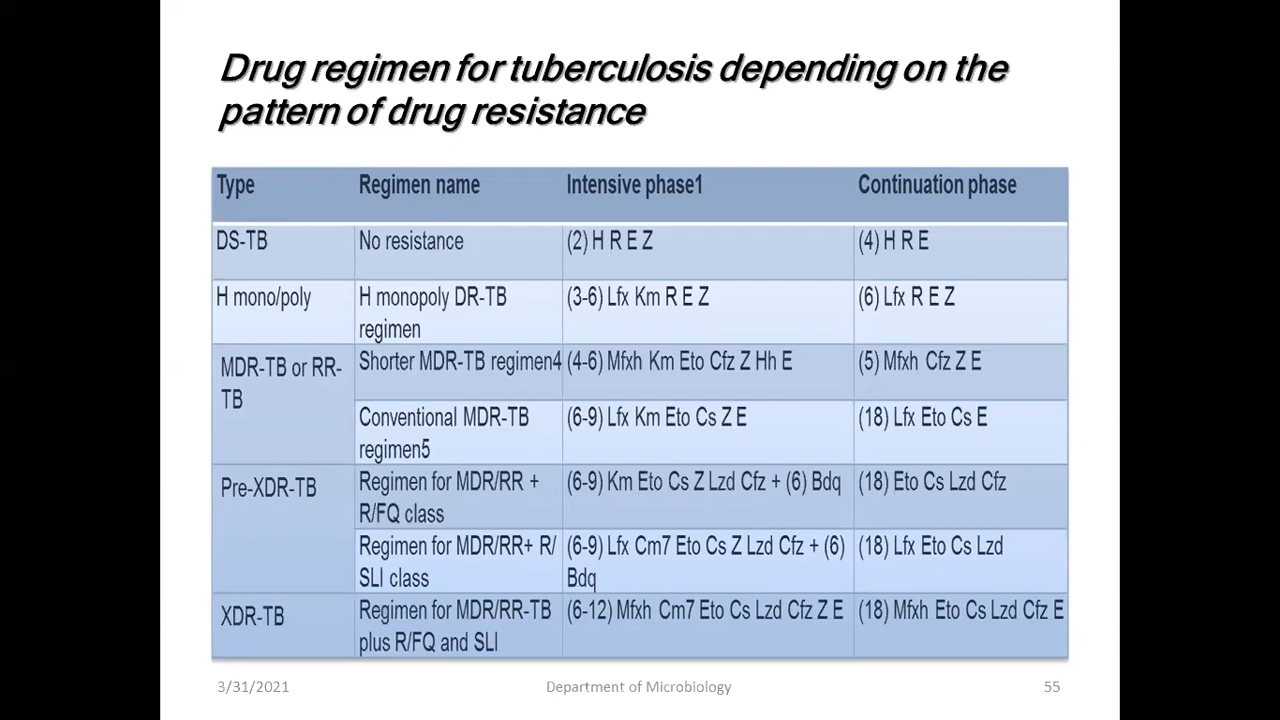 Drug regimen for tuberculosis depending on the
pattern of drug resistance
Type Regimen name Intensive phase1 Continuation phase
DS-TB No resistance (2) H R E Z (4) H R E
H mono/poly H monopoly DR-TB (3-6) Lfx Km R E Z (6) Lfx R E Z
regimen
MDR-TB or RR- Shorter MDR-TB regimen4 (4-6) Mfxh Km Eto Cfz Z Hh E (5) Mfxh Cfz Z E
TB
Conventional MDR-TB (6-9) Lfx Km Eto Cs Z E (18) Lfx Eto Cs E
regimen5
Pre-XDR-TB Regimen for MDR/RR + (6-9) Km Eto Cs Z Lzd Cfz + (6) Bdq (18) Eto Cs Lzd Cfz
R/FQ class
Regimen for MDR/RR+ R/ (6-9) Lfx Cm7 Eto Cs Z Lzd Cfz + (6) (18) Lfx Eto Cs Lzd
SLI class Bdq
XDR-TB Regimen for MDR/RR-TB (6-12) Mfxh Cm7 Eto Cs Lzd Cfz Z E (18) Mfxh Eto Cs Lzd Cfz E
plus R/FQ and SLI
3/31/2021 Department of Microbiology 55